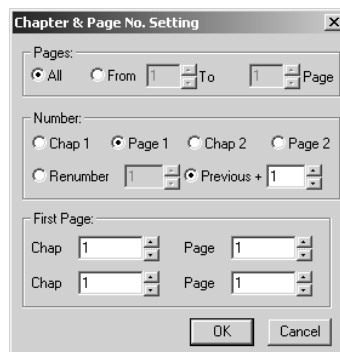 Chapter & Page No. Setting
Pages:
All From 1 To 1 Page
Number:
Chap 1 Page 1 Chap 2 Page 2
Renumber 1 Previous + 1
First Page:
Chap 1 Page 1
Chap 1 Page 1
OK Cancel